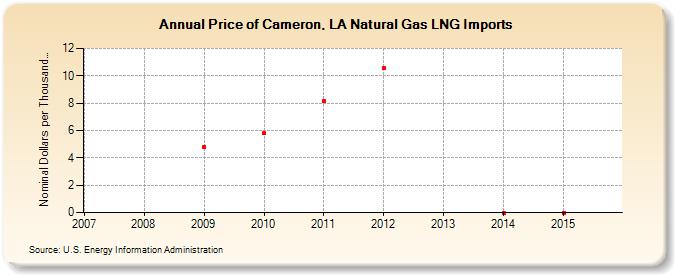 Annual Price of Cameron, LA Natural Gas LNG Imports
Nominal Dollars per Thousand...
12
10
8
6
4
2
0
2007 2008 2009 2010 2011 2012 2013 2014 2015
Source: U.S. Energy Information Administration